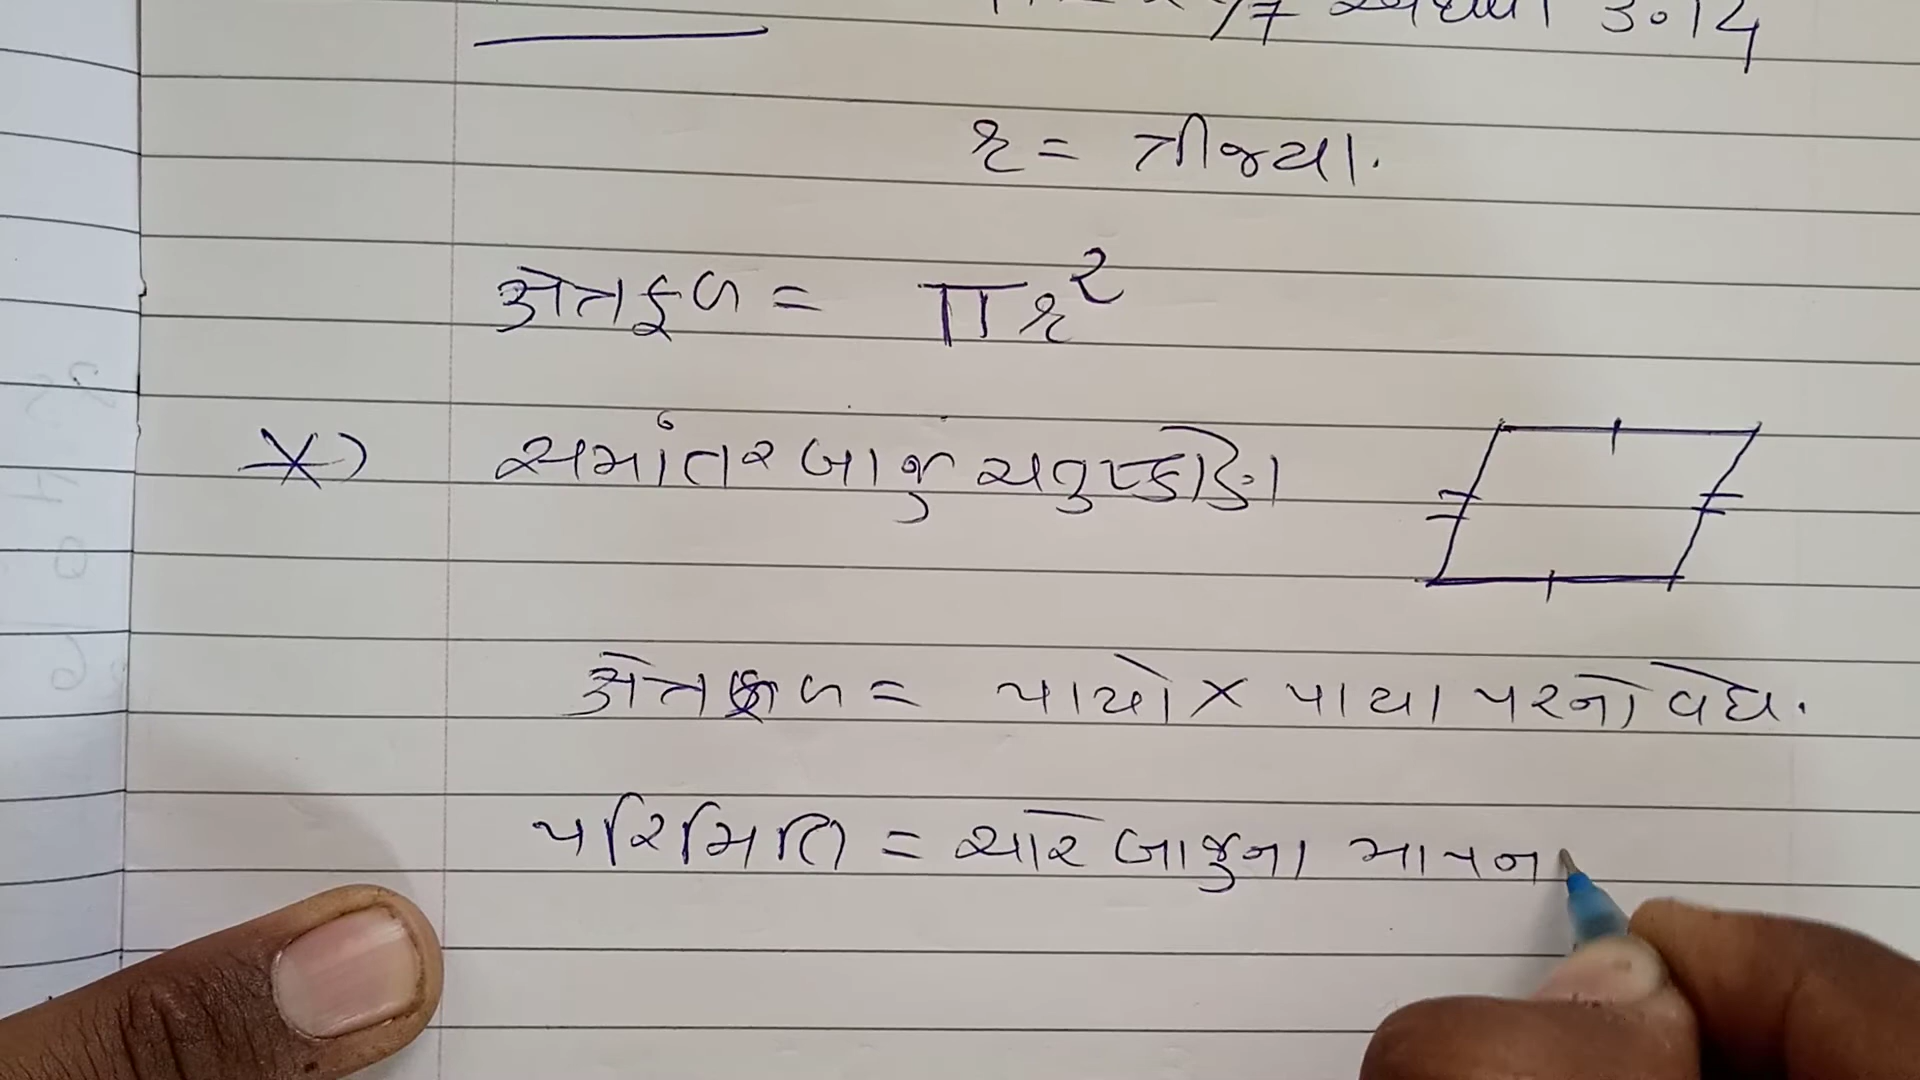 π = 22/7 અથવા 3.14
r = ત્રીજ્યા.
ક્ષેત્રફળ = πr²
*) સમાંતર બાજુ ચતુષ્કોણ
ક્ષેત્રફળ = પાયો × પાયા પરનો વેધ.
પરિમિતિ = ચારે બાજુના માપન